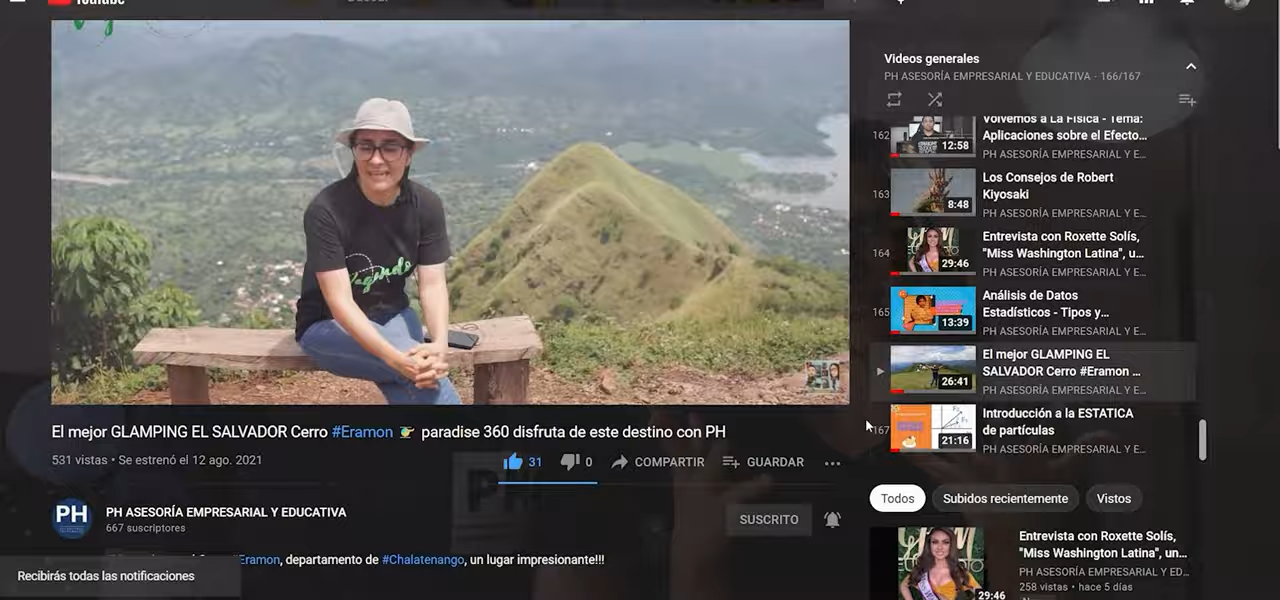 YouTube
Vagando
El mejor GLAMPING EL SALVADOR Cerro #Eramon paradise 360 disfruta de este destino con PH
531 vistas • Se estrenó el 12 ago. 2021
31
0
COMPARTIR
GUARDAR
PH
PH ASESORÍA EMPRESARIAL Y EDUCATIVA
667 suscriptores
SUSCRITO
#Eramon, departamento de #Chalatenango, un lugar impresionante!!!
Recibirás todas las notificaciones
Videos generales
PH ASESORÍA EMPRESARIAL Y EDUCATIVA - 166/167
162
12:58
Volvemos a La Física - Tema:
Aplicaciones sobre el Efecto...
PH ASESORÍA EMPRESARIAL Y E...
163
8:48
Los Consejos de Robert
Kiyosaki
PH ASESORÍA EMPRESARIAL Y E...
164
29:46
Entrevista con Roxette Solís,
"Miss Washington Latina", u...
PH ASESORÍA EMPRESARIAL Y E...
165
13:39
Análisis de Datos
Estadísticos - Tipos y...
PH ASESORÍA EMPRESARIAL Y E...
26:41
El mejor GLAMPING EL
SALVADOR Cerro #Eramon ...
PH ASESORÍA EMPRESARIAL Y E...
167
21:16
Introducción a la ESTATICA
de partículas
PH ASESORÍA EMPRESARIAL Y E...
Todos
Subidos recientemente
Vistos
29:46
Entrevista con Roxette Solís,
"Miss Washington Latina", un...
PH ASESORÍA EMPRESARIAL Y ED...
258 vistas • hace 5 días